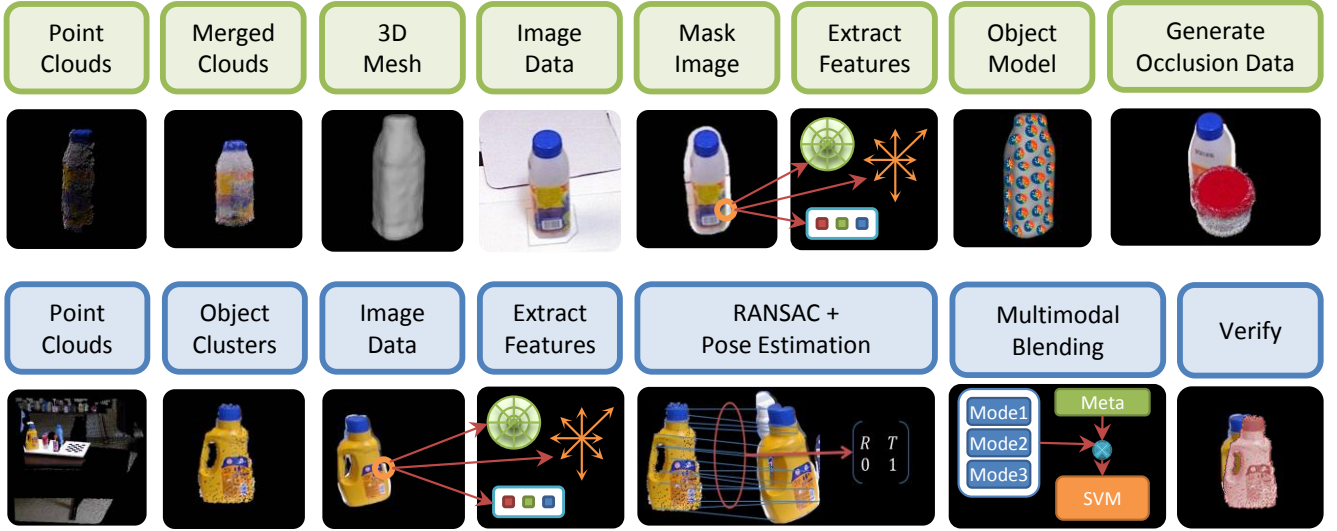 Point
Clouds
Merged
Clouds
3D
Mesh
Image
Data
Mask
Image
Extract
Features
Object
Model
Generate
Occlusion Data
Point
Clouds
Object
Clusters
Image
Data
Extract
Features
RANSAC +
Pose Estimation
Multimodal
Blending
Verify
R T
0 1
Mode1
Mode2
Mode3
Meta
SVM